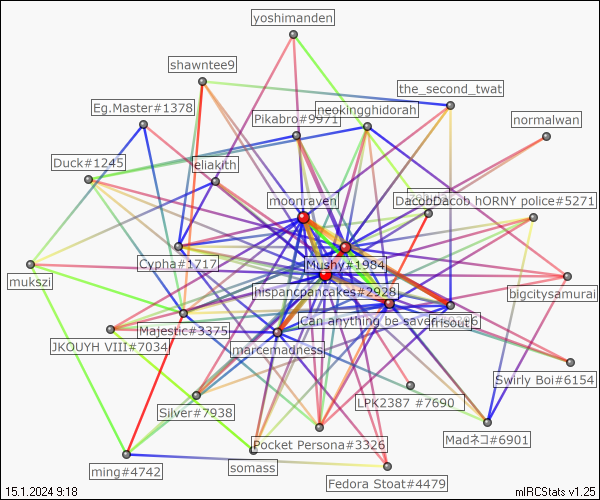 yoshimanden
shawntee9
the_second_twat
Eg.Master#1378
Pikabro#9971
neokingghidorah
normalwan
Duck#1245
eliakith
moonraven
DacobDacob hORNY police#5271
Cypha#1717
Mushy#1984
mukszi
hispancpancakes#2928
bigcitysamurai
Majestic#3375
Can anything be saved
frisout
JKOUYH VIII#7034
marcemadness
Swirly Boi#6154
Silver#7938
LPK2387 #7690
Pocket Persona#3326
Madネコ#6901
ming#4742
somass
Fedora Stoat#4479
15.1.2024 9:18
mIRCStats v1.25